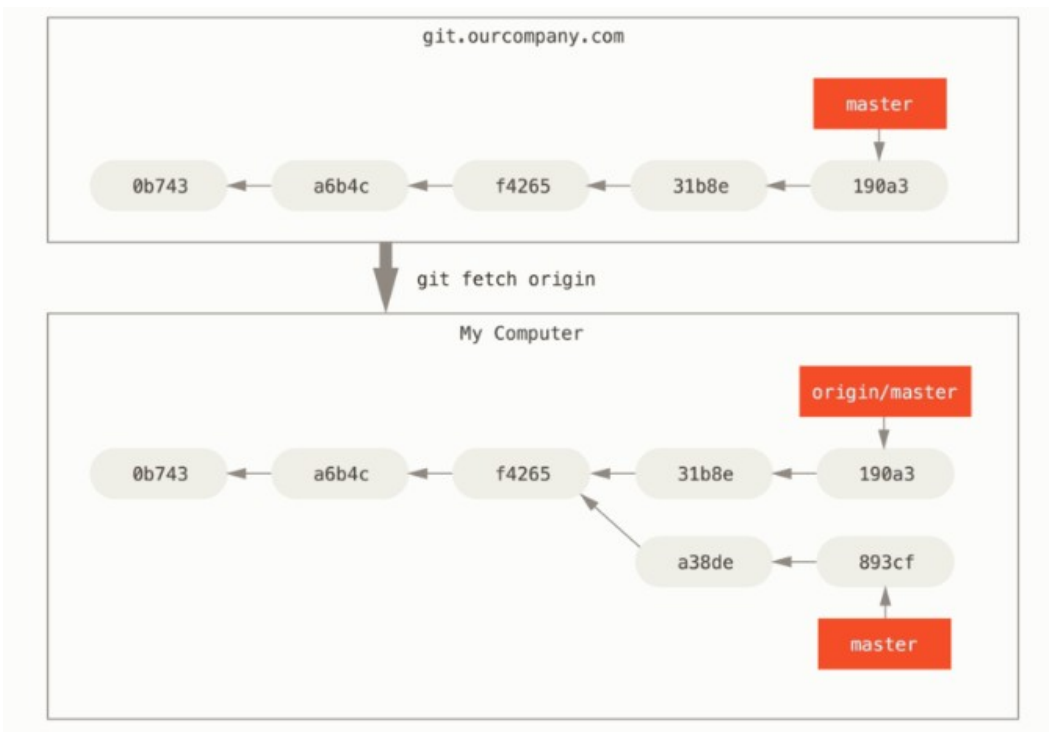 git.ourcompany.com
master
0b743 a6b4c f4265 31b8e 190a3
git fetch origin
My Computer
origin/master
0b743 a6b4c f4265 31b8e 190a3
a38de 893cf
master